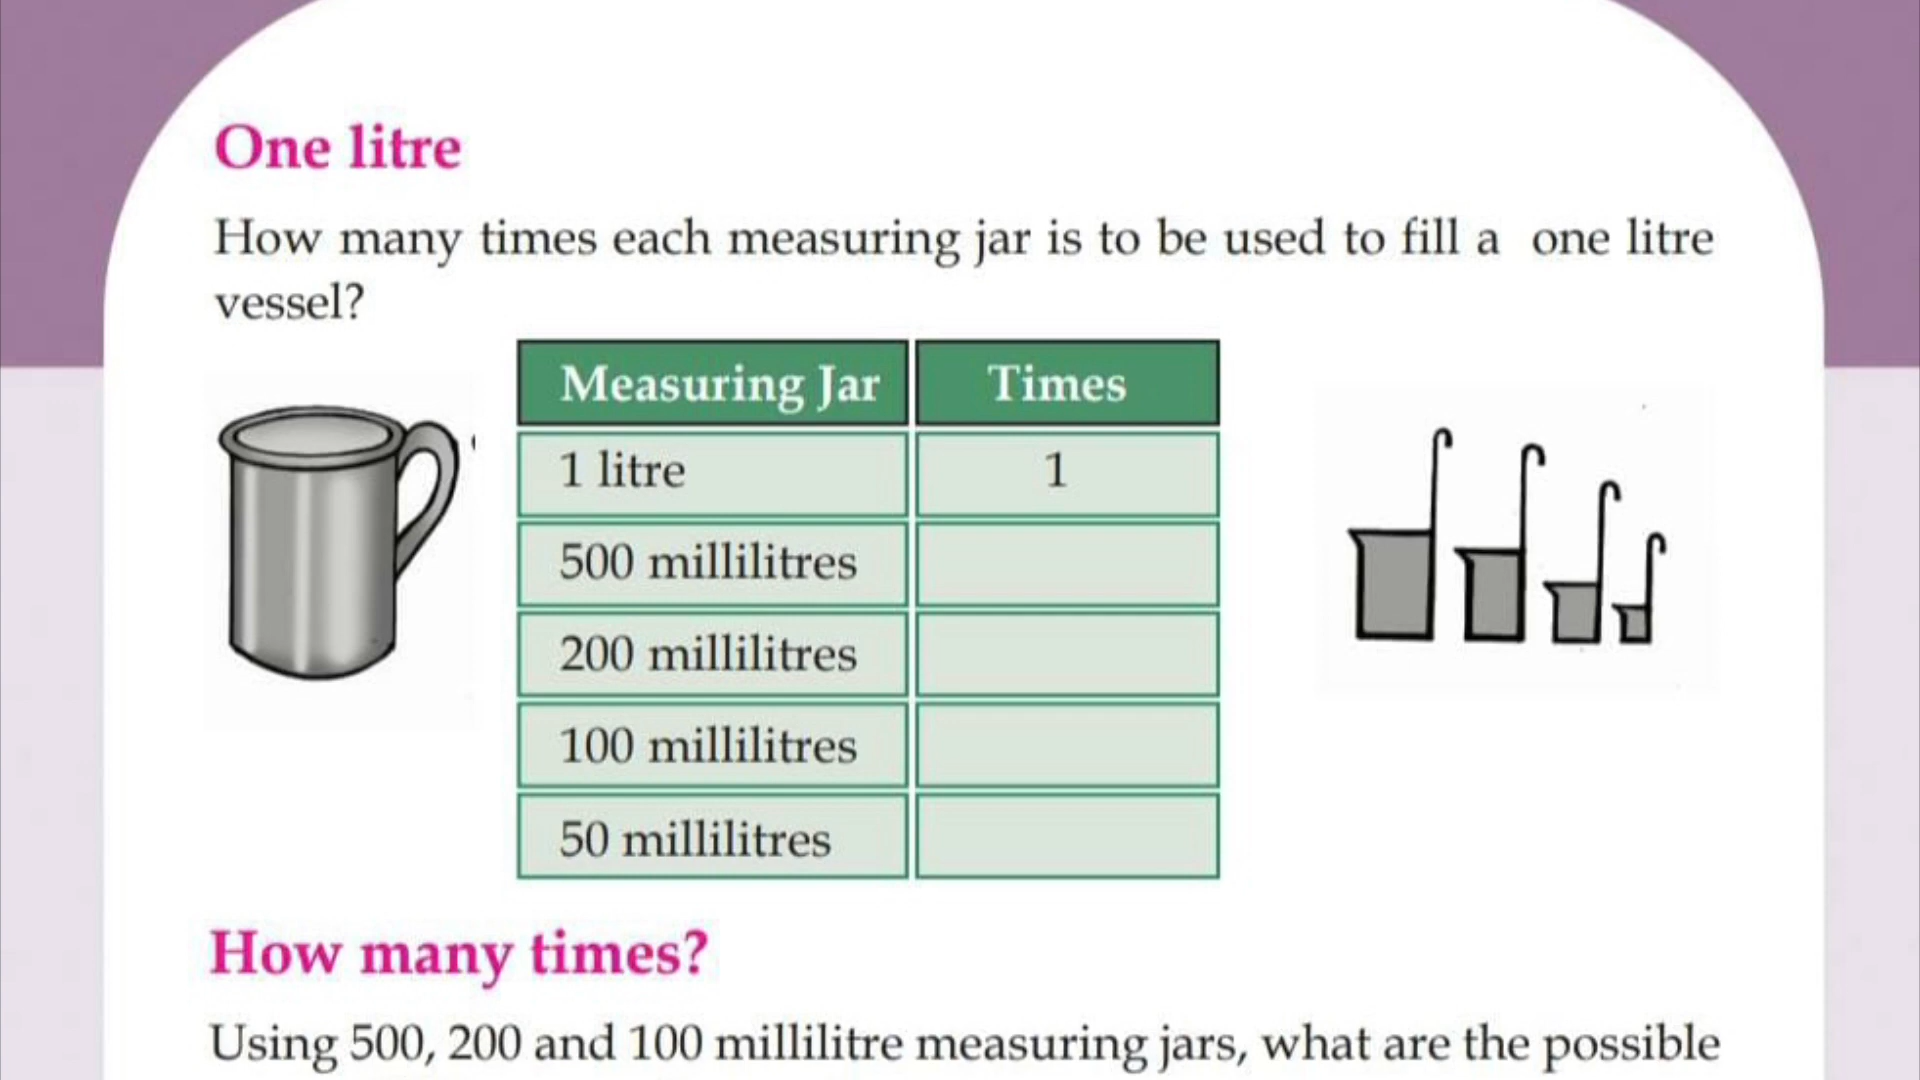 One litre
How many times each measuring jar is to be used to fill a one litre
vessel?
Measuring Jar Times
1 litre 1
500 millilitres
200 millilitres
100 millilitres
50 millilitres
How many times?
Using 500, 200 and 100 millilitre measuring jars, what are the possible